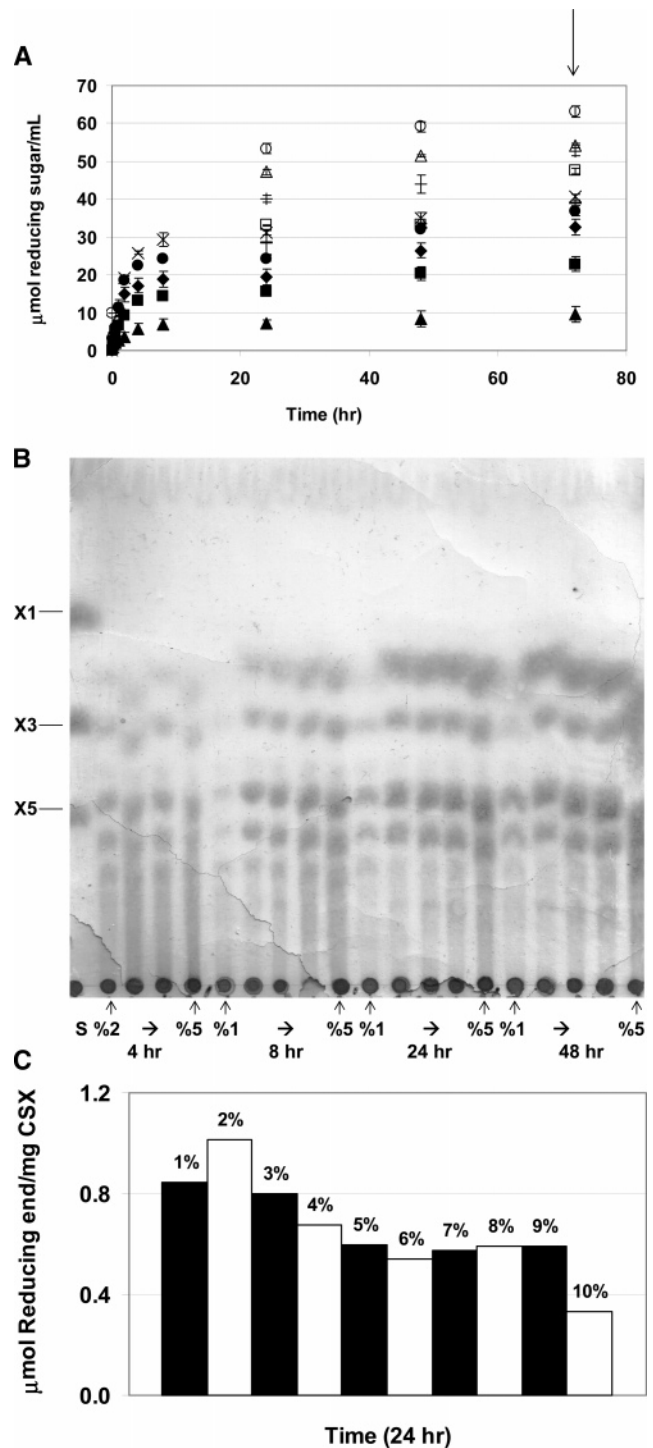 A
70
60
50
40
30
20
10
0
μmol reducing sugar/mL
0 20 40 60 80
Time (hr)
B
X1
X3
X5
S %2 → %5 %1 → %5 %1 → %5 %1 → %5
4 hr 8 hr 24 hr 48 hr
C
1.2
0.8
0.4
0.0
μmol Reducing end/mg CSX
1% 2% 3% 4% 5% 6% 7% 8% 9% 10%
Time (24 hr)